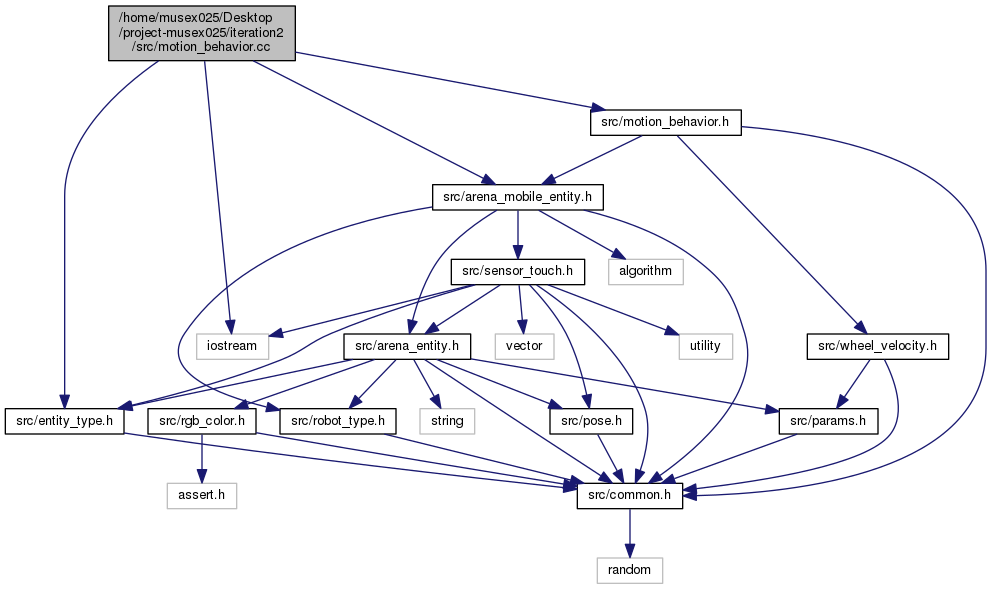 /home/musex025/Desktop
/project-musex025/iteration2
/src/motion_behavior.cc
src/motion_behavior.h
src/arena_mobile_entity.h
src/sensor_touch.h
algorithm
iostream
src/arena_entity.h
vector
utility
src/wheel_velocity.h
src/entity_type.h
src/rgb_color.h
src/robot_type.h
string
src/pose.h
src/params.h
assert.h
src/common.h
random